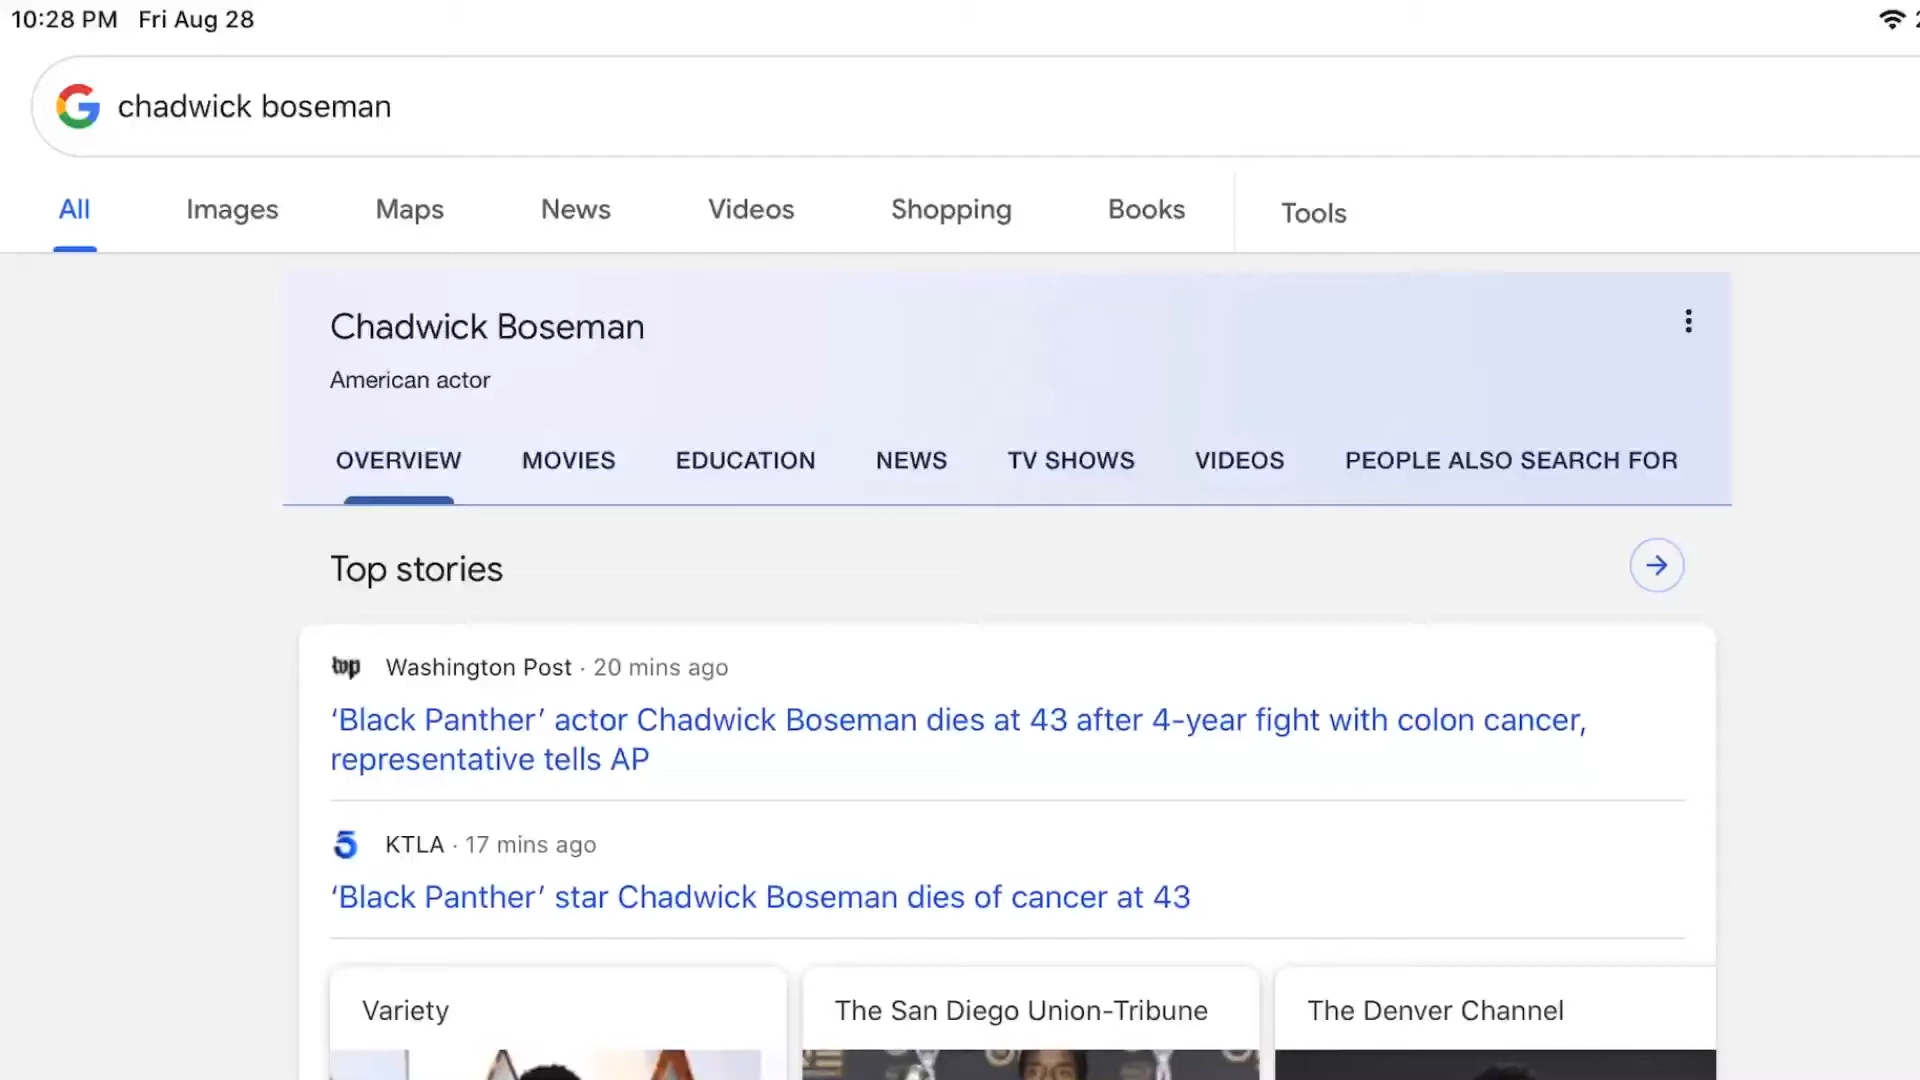 10:28 PM Fri Aug 28
chadwick boseman
All Images Maps News Videos Shopping Books Tools
Chadwick Boseman
American actor
OVERVIEW MOVIES EDUCATION NEWS TV SHOWS VIDEOS PEOPLE ALSO SEARCH FOR
Top stories
wp Washington Post · 20 mins ago
‘Black Panther’ actor Chadwick Boseman dies at 43 after 4-year fight with colon cancer,
representative tells AP
5 KTLA · 17 mins ago
‘Black Panther’ star Chadwick Boseman dies of cancer at 43
Variety The San Diego Union-Tribune The Denver Channel